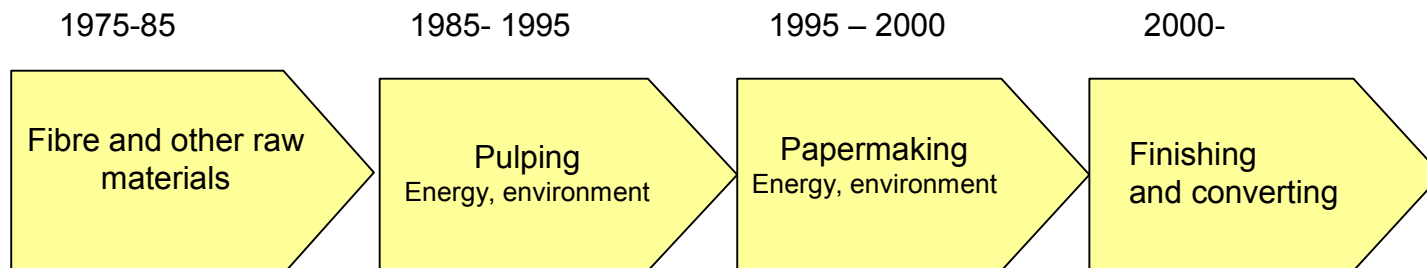 1975-85
1985- 1995
1995 – 2000
2000-
Fibre and other raw
materials
Pulping
Energy, environment
Papermaking
Energy, environment
Finishing
and converting